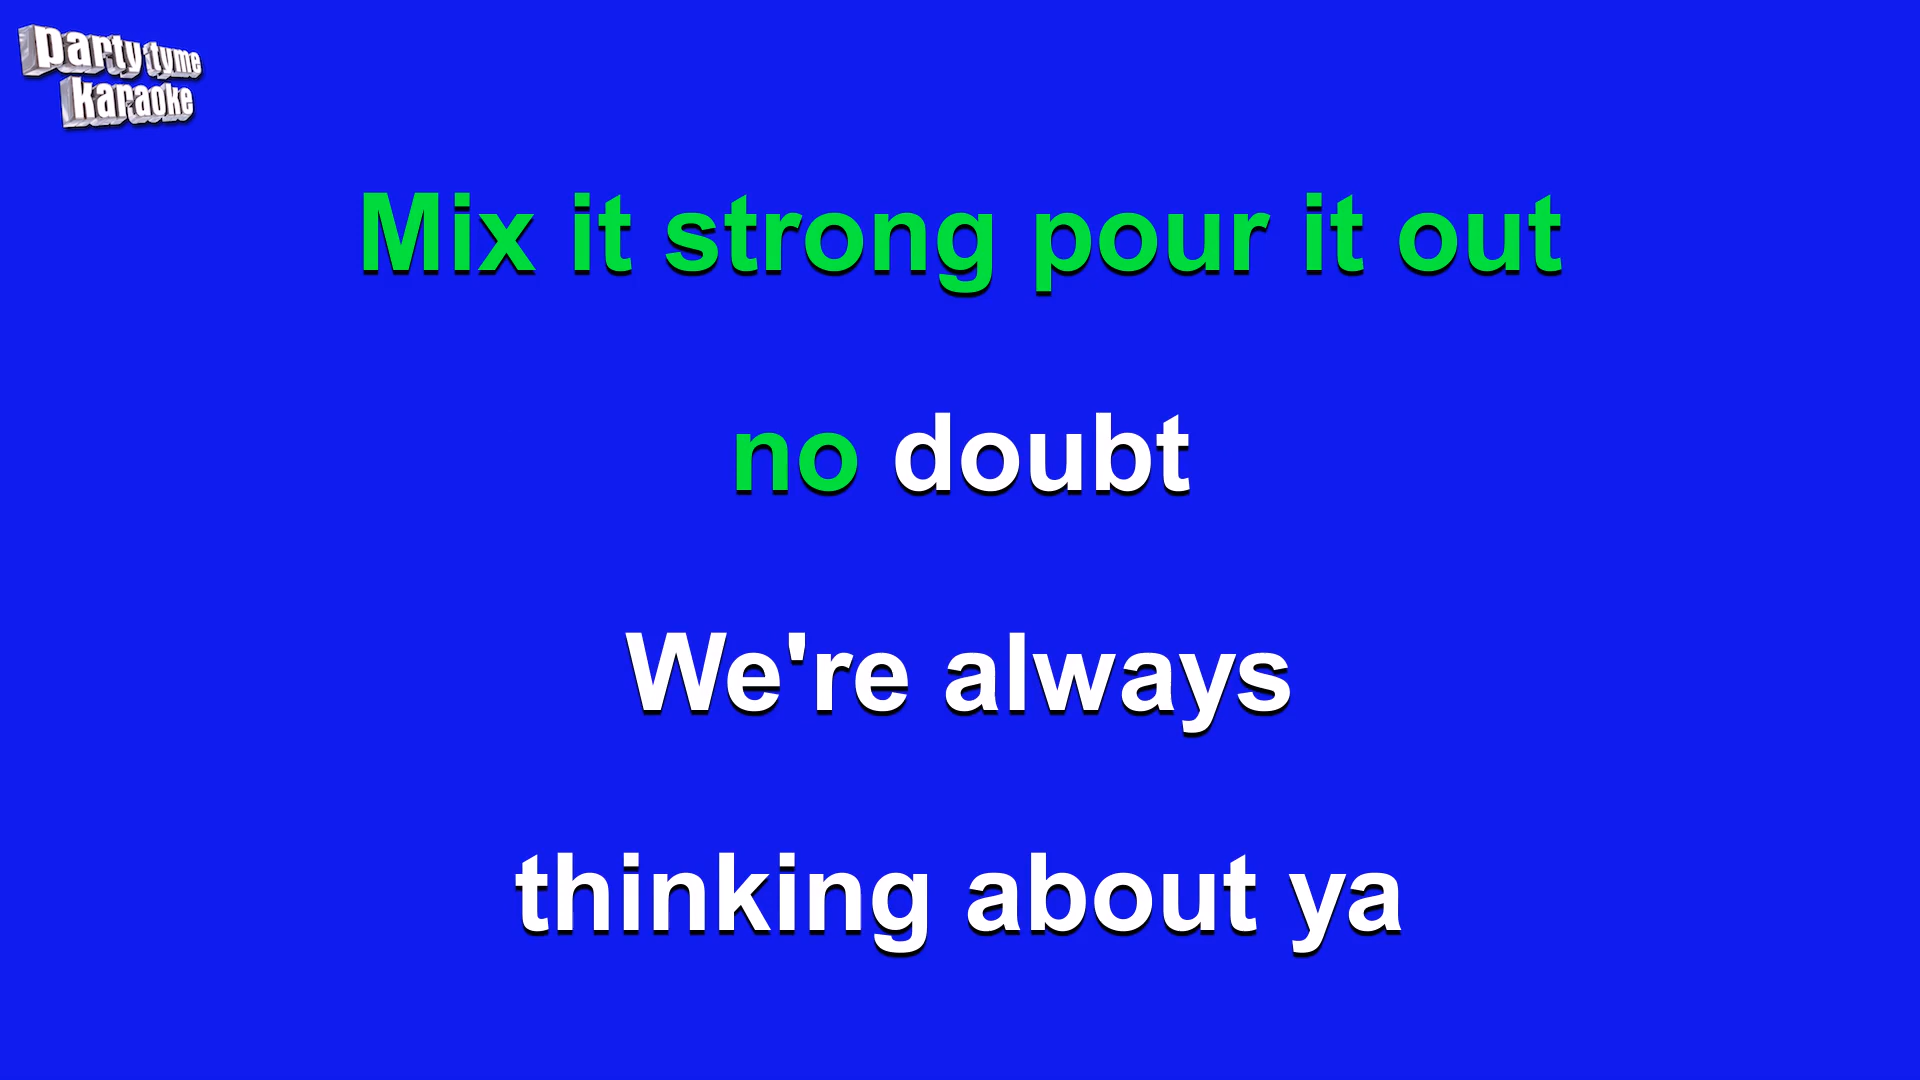 party tyme
karaoke
Mix it strong pour it out
no doubt
We're always
thinking about ya